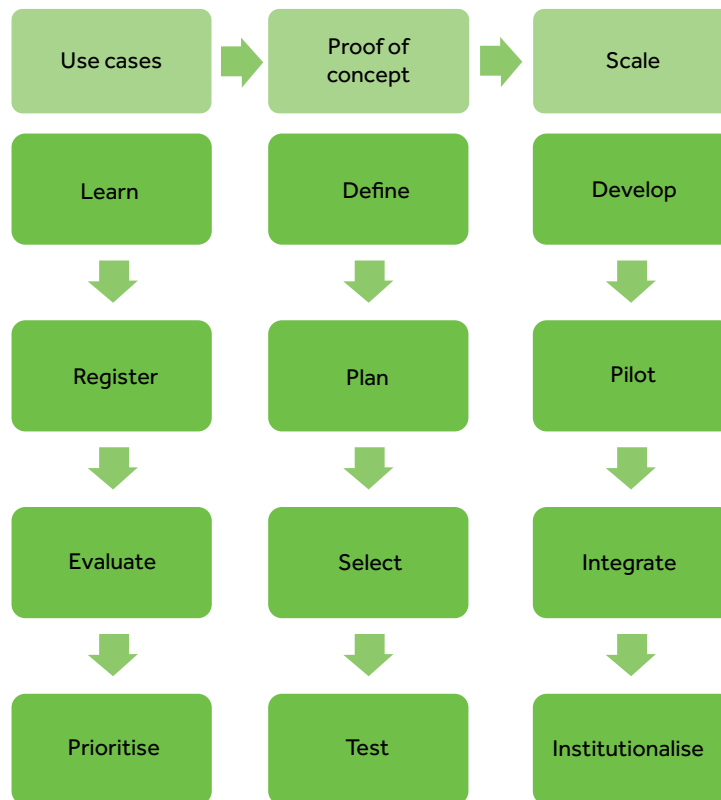 Use cases
Proof of
concept
Scale
Learn
Define
Develop
Register
Plan
Pilot
Evaluate
Select
Integrate
Prioritise
Test
Institutionalise